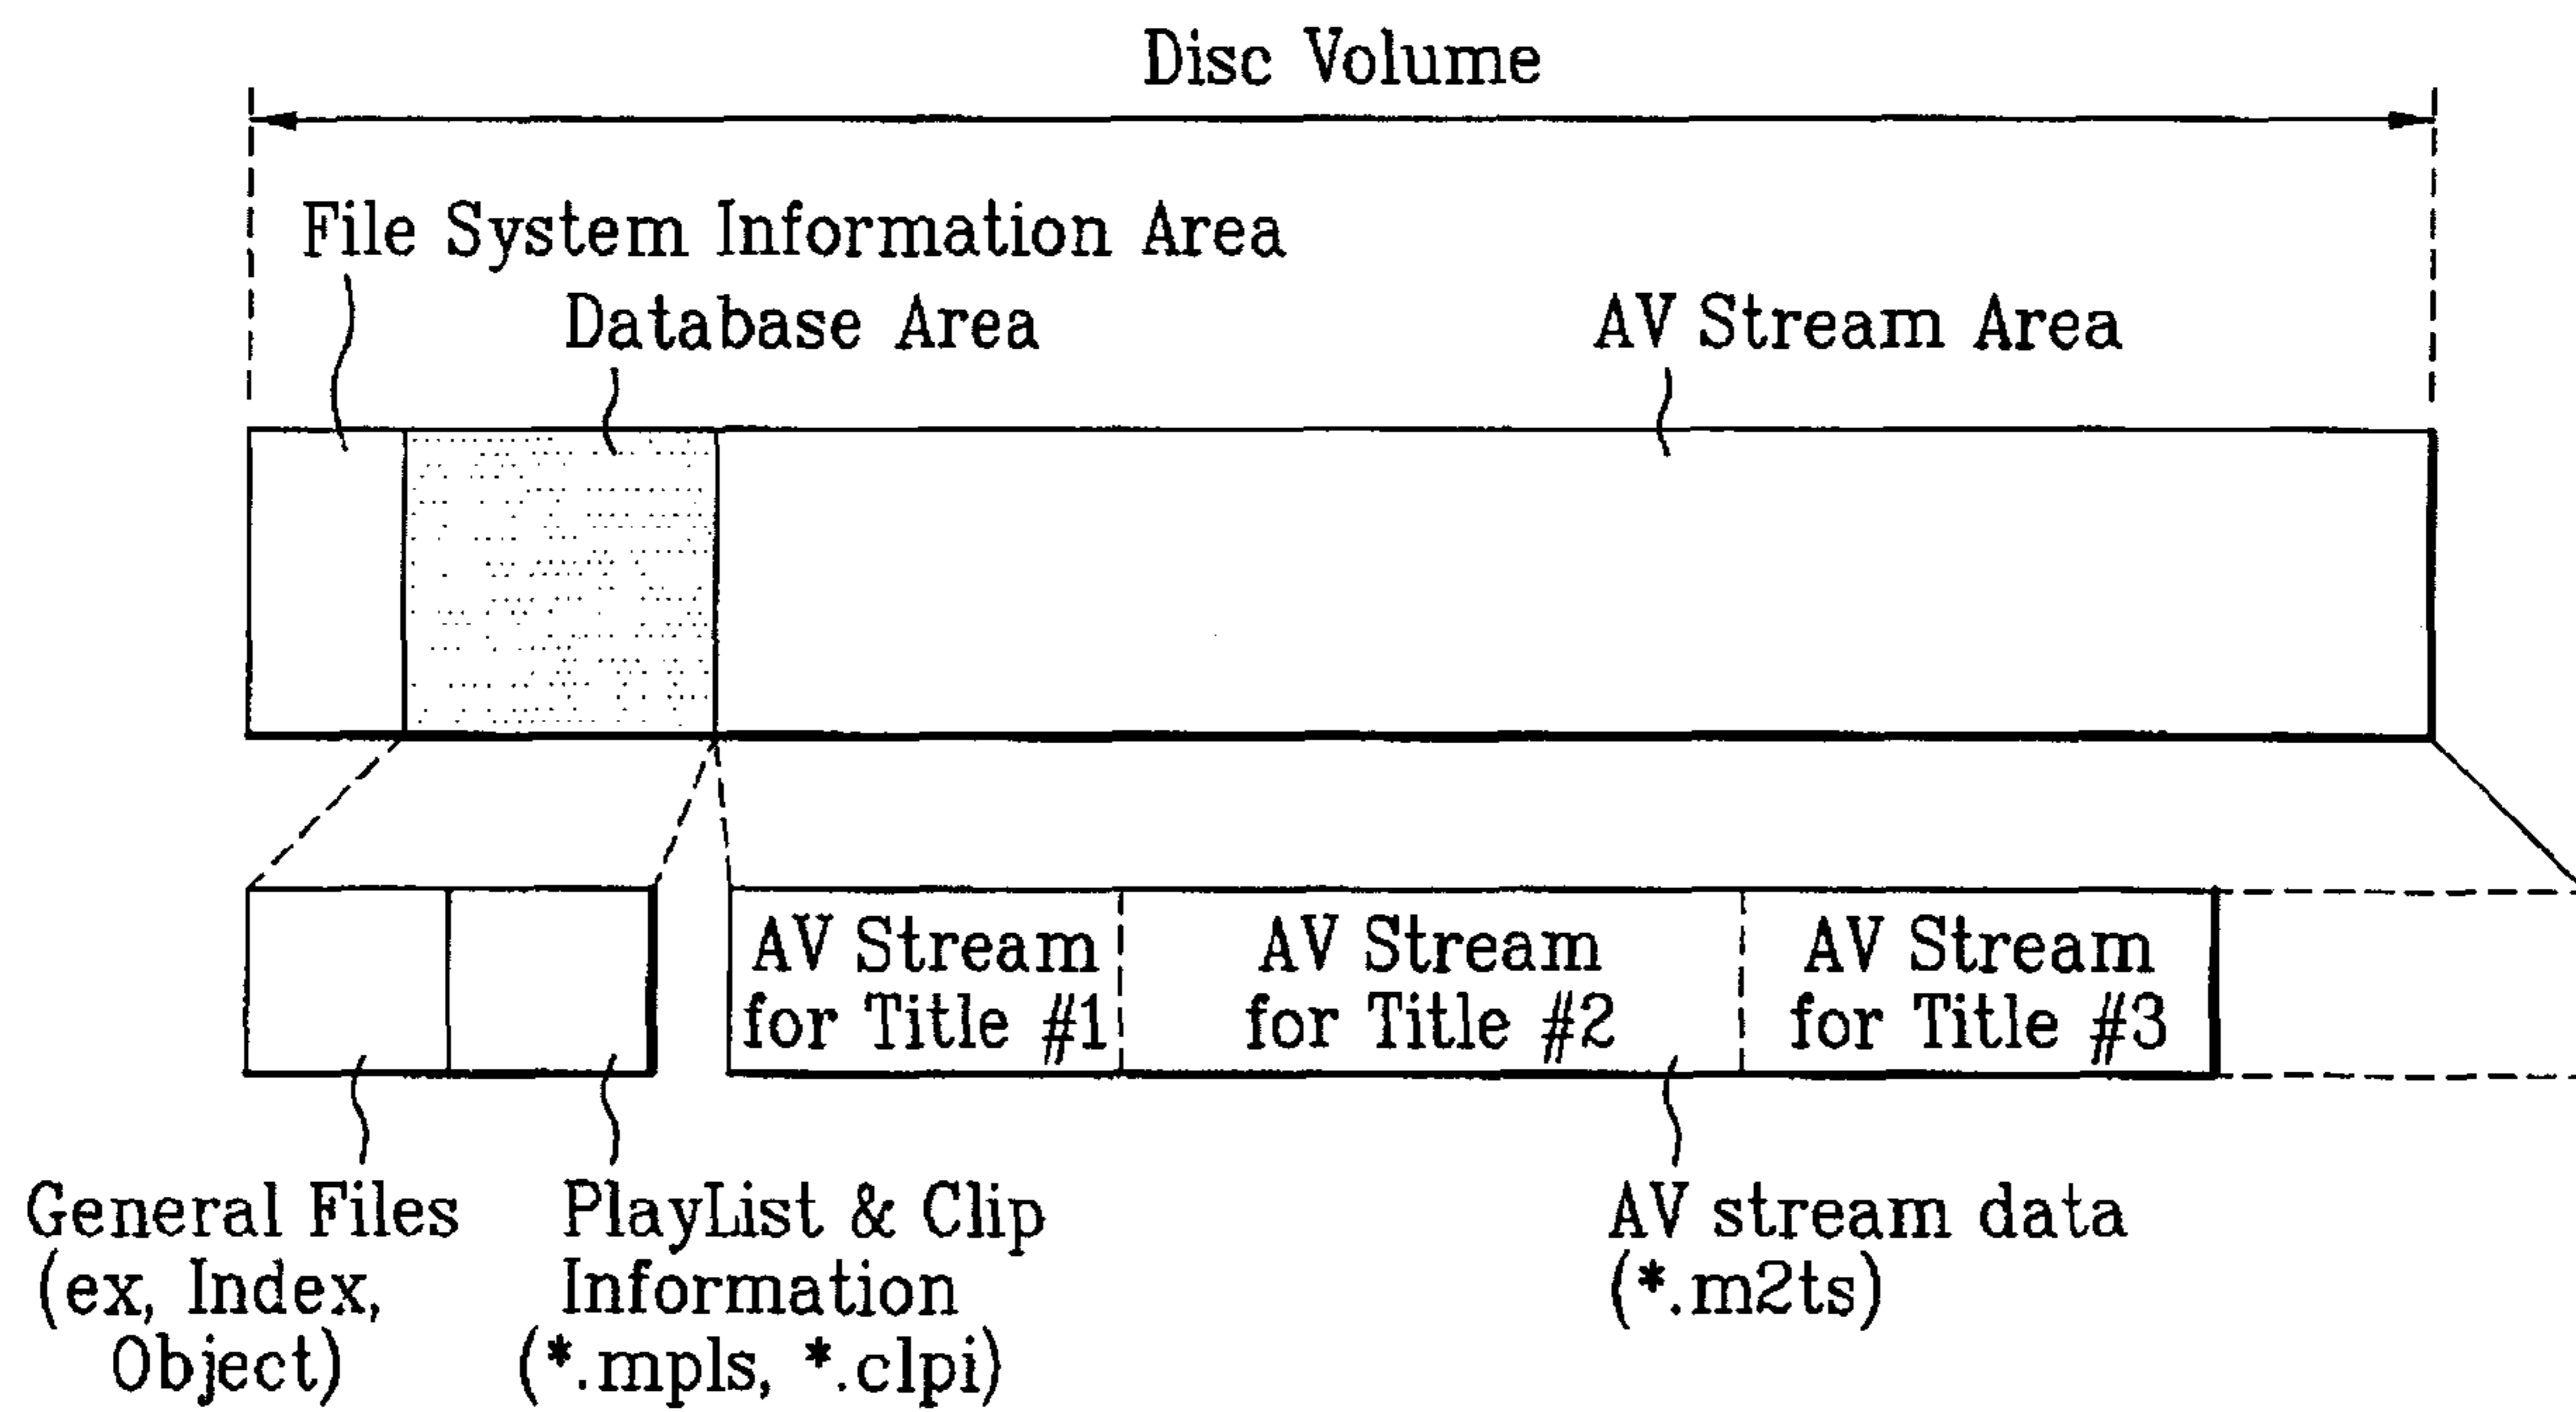 Disc Volume
File System Information Area
Database Area
AV Stream Area
AV Stream
for Title #1
AV Stream
for Title #2
AV Stream
for Title #3
General Files
(ex, Index,
Object)
PlayList & Clip
Information
(*.mpls, *.clpi)
AV stream data
(*.m2ts)